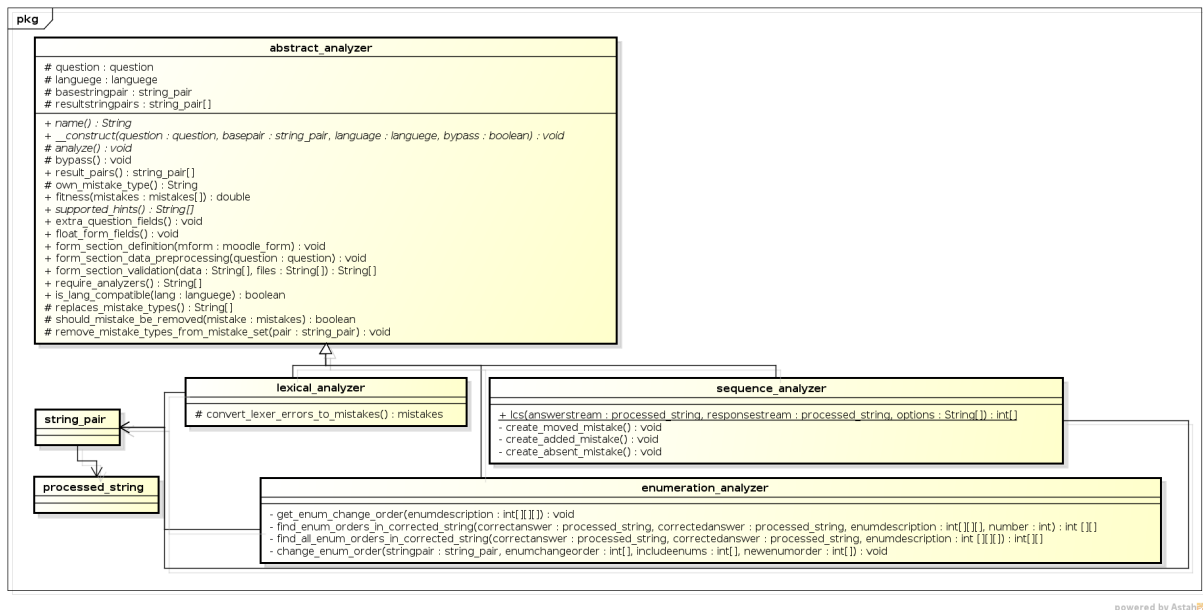 pkg
abstract_analyzer
# question : question
# languege : languege
# basestringpair : string_pair
# resultstringpairs : string_pair[]
+ name() : String
+ __construct(question : question, basepair : string_pair, language : languege, bypass : boolean) : void
# analyze() : void
# bypass() : void
+ result_pairs() : string_pair[]
# own_mistake_type() : String
+ fitness(mistakes : mistakes[]) : double
+ supported_hints() : String[]
+ extra_question_fields() : void
+ float_form_fields() : void
+ form_section_definition(mform : moodle_form) : void
+ form_section_data_preprocessing(question : question) : void
+ form_section_validation(data : String[], files : String[]) : String[]
+ require_analyzers() : String[]
+ is_lang_compatible(lang : languege) : boolean
# replaces_mistake_types() : String[]
# should_mistake_be_removed(mistake : mistakes) : boolean
# remove_mistake_types_from_mistake_set(pair : string_pair) : void
lexical_analyzer
# convert_lexer_errors_to_mistakes() : mistakes
sequence_analyzer
+ lcs(answerstream : processed_string, responsestream : processed_string, options : String[]) : int[]
- create_moved_mistake() : void
- create_added_mistake() : void
- create_absent_mistake() : void
string_pair
processed_string
enumeration_analyzer
- get_enum_change_order(enumdescription : int[][][]) : void
- find_enum_orders_in_corrected_string(correctanswer : processed_string, correctedanswer : processed_string, enumdescription : int[][][], number : int) : int [][]
- find_all_enum_orders_in_corrected_string(correctanswer : processed_string, correctedanswer : processed_string, enumdescription : int [][][]) : int[][]
- change_enum_order(stringpair : string_pair, enumchangeorder : int[], includeenums : int[], newenumorder : int[]) : void
powered by Astah